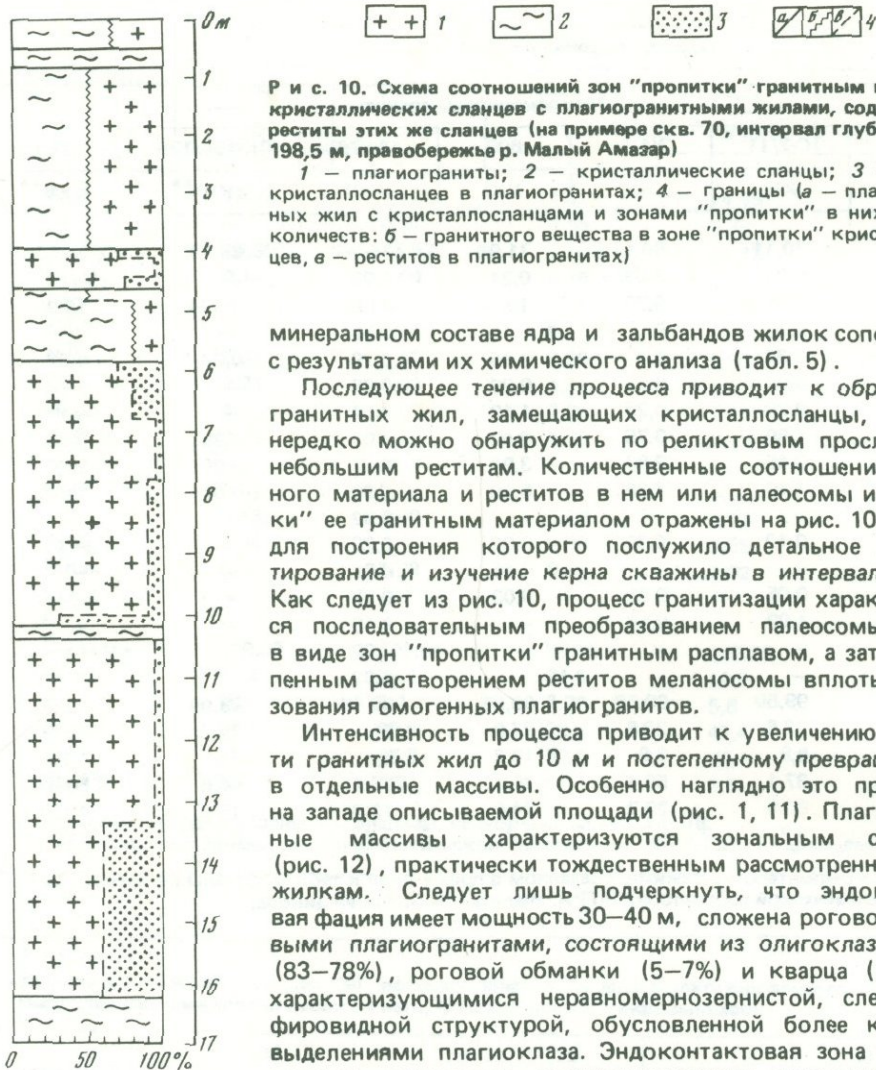 0 м
1
2
3
4
5
6
7
8
9
10
11
12
13
14
15
16
17
0 50 100%
+ + 1 2 3 а б в 4
Р и с. 10. Схема соотношений зон "пропитки" гранитным
кристаллических сланцев с плагиогранитными жилами, сод
реститы этих же сланцев (на примере скв. 70, интервал глуб
198,5 м, правобережье р. Малый Амазар)
1 — плагиограниты; 2 — кристаллические сланцы; 3
кристаллосланцев в плагиогранитах; 4 — границы (а — пла
ных жил с кристаллосланцами и зонами "пропитки" в них
количеств: б — гранитного вещества в зоне "пропитки" крис
цев, в — реститов в плагиогранитах)
минеральном составе ядра и зальбандов жилок сопо
с результатами их химического анализа (табл. 5).
Последующее течение процесса приводит к обр
гранитных жил, замещающих кристаллосланцы,
нередко можно обнаружить по реликтовым просл
небольшим реститам. Количественные соотношени
ного материала и реститов в нем или палеосомы и
ки" ее гранитным материалом отражены на рис. 10
для построения которого послужило детальное
тирование и изучение керна скважины в интервал
Как следует из рис. 10, процесс гранитизации харак
ся последовательным преобразованием палеосомы
в виде зон "пропитки" гранитным расплавом, а зат
пенным растворением реститов меланосомы вплоть
зования гомогенных плагиогранитов.
Интенсивность процесса приводит к увеличению
ти гранитных жил до 10 м и постепенному превра
в отдельные массивы. Особенно наглядно это пр
на западе описываемой площади (рис. 1, 11). Плаг
ные массивы характеризуются зональным с
(рис. 12), практически тождественным рассмотренн
жилкам. Следует лишь подчеркнуть, что эндо
вая фация имеет мощность 30—40 м, сложена рогово
выми плагиогранитами, состоящими из олигоклаз
(83—78%), роговой обманки (5—7%) и кварца (
характеризующимися неравномернозернистой, сле
фировидной структурой, обусловленной более к
выделениями плагиоклаза. Эндоконтактовая зона